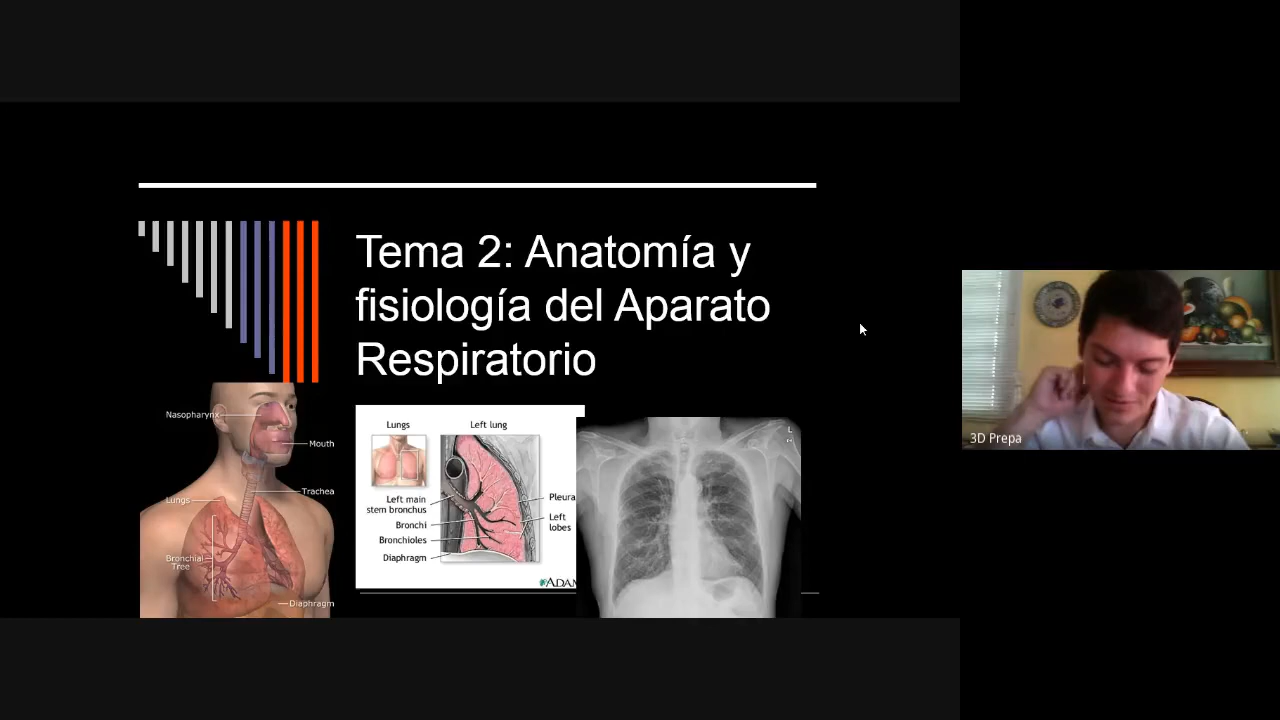 Tema 2: Anatomía y
fisiología del Aparato
Respiratorio
Nasopharynx
Mouth
Trachea
Lungs
Bronchial
Tree
Diaphragm
Lungs
Left lung
Left main
stem bronchus
Bronchi
Bronchioles
Diaphragm
Pleura
Left
lobes
L
3D Prepa